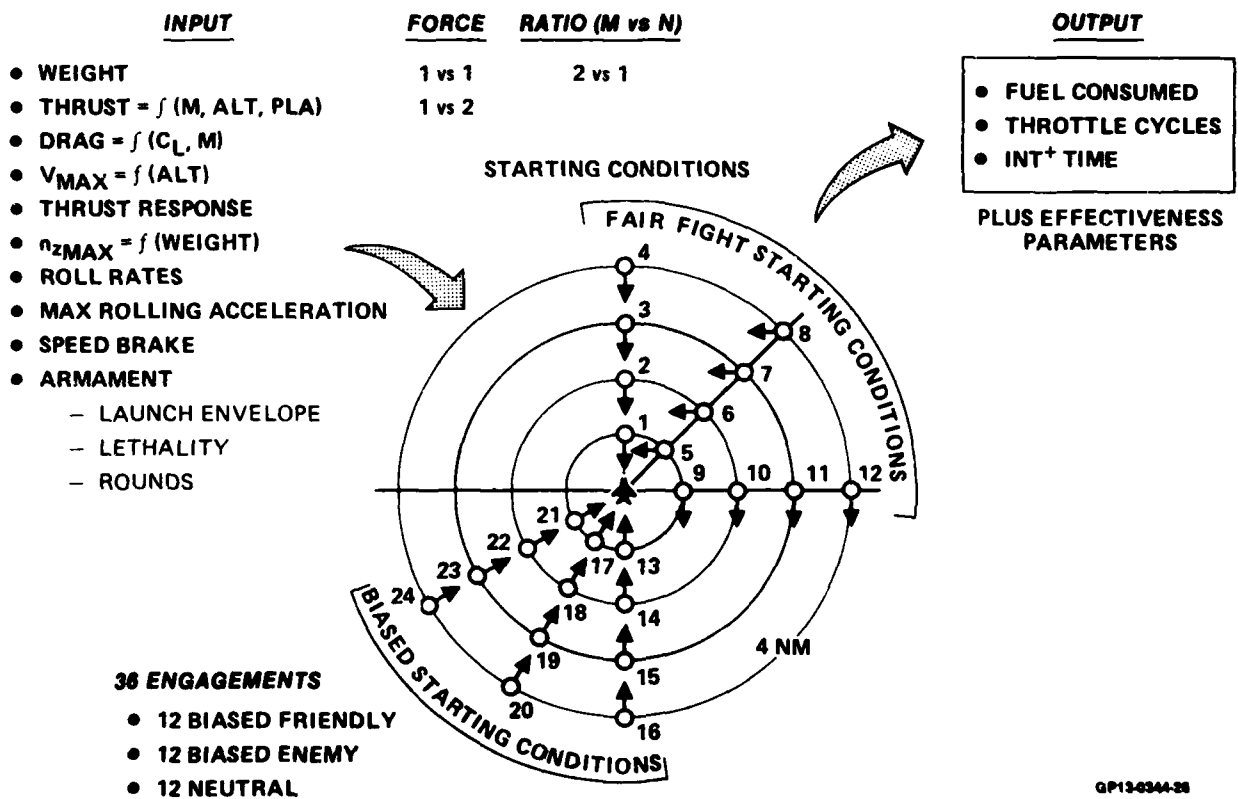 INPUT
• WEIGHT
• THRUST = ∫ (M, ALT, PLA)
• DRAG = ∫ (CL, M)
• VMAX = ∫ (ALT)
• THRUST RESPONSE
• nzMAX = ∫ (WEIGHT)
• ROLL RATES
• MAX ROLLING ACCELERATION
• SPEED BRAKE
• ARMAMENT
– LAUNCH ENVELOPE
– LETHALITY
– ROUNDS
FORCE RATIO (M vs N)
1 vs 1 2 vs 1
1 vs 2
OUTPUT
• FUEL CONSUMED
• THROTTLE CYCLES
• INT+ TIME
PLUS EFFECTIVENESS
PARAMETERS
STARTING CONDITIONS
FAIR FIGHT STARTING CONDITIONS
4
3
8
2
7
6
1
5
9 10 11 12
21
22
17 13
23
24
18
14
4 NM
19
15
20
16
BIASED STARTING CONDITIONS
36 ENGAGEMENTS
• 12 BIASED FRIENDLY
• 12 BIASED ENEMY
• 12 NEUTRAL
GP13-0344-26